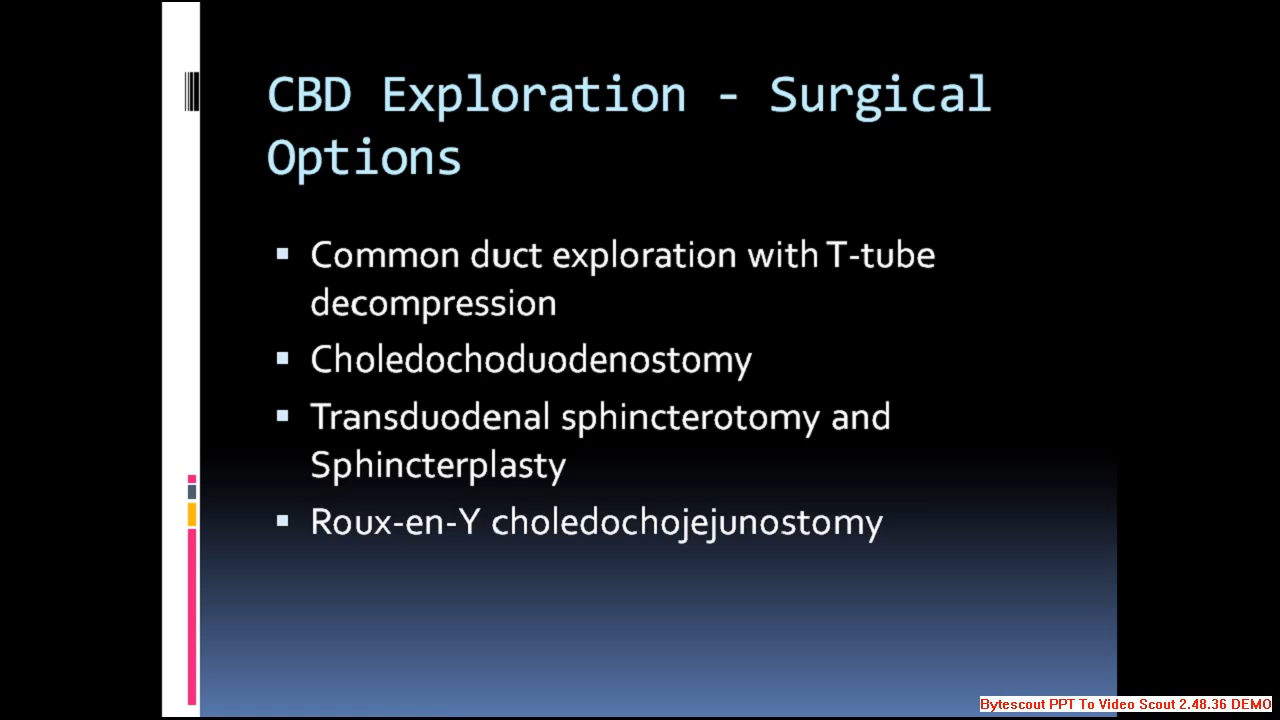 CBD Exploration - Surgical
Options
▪ Common duct exploration with T-tube
decompression
▪ Choledochoduodenostomy
▪ Transduodenal sphincterotomy and
Sphincterplasty
▪ Roux-en-Y choledochojejunostomy
Bytescout PPT To Video Scout 2.48.36 DEMO